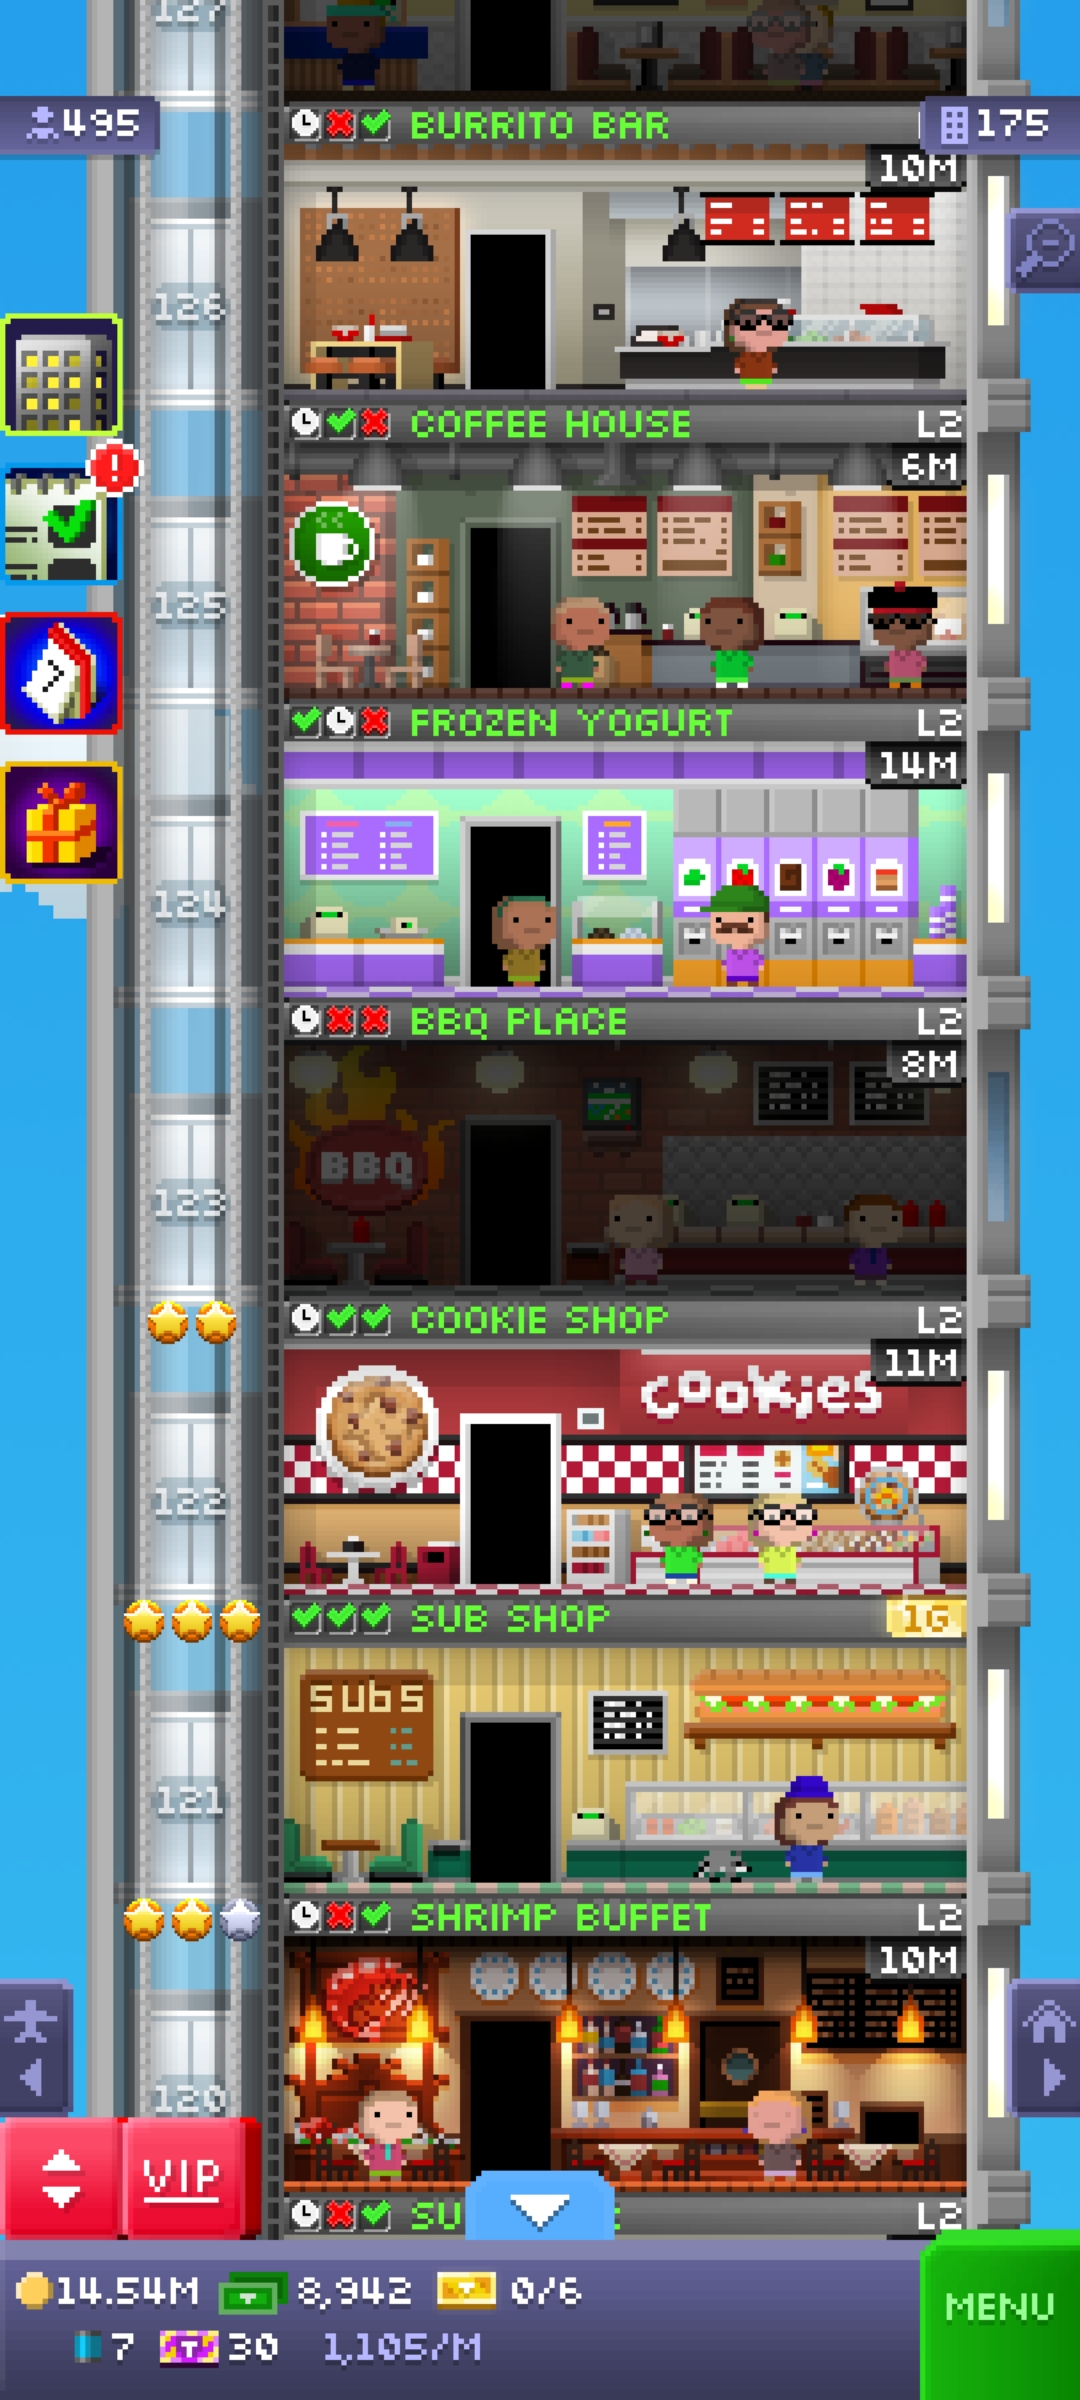 127
495
BURRITO BAR
175
10M
126
COFFEE HOUSE
L2
6M
125
FROZEN YOGURT
L2
14M
124
BBQ PLACE
L2
8M
BBQ
123
COOKIE SHOP
L2
11M
cookies
122
SUB SHOP
1G
SUBS
121
SHRIMP BUFFET
L2
10M
120
VIP
SU
L2
14.54M
8,942
0/6
MENU
7
T
30
1,105/M